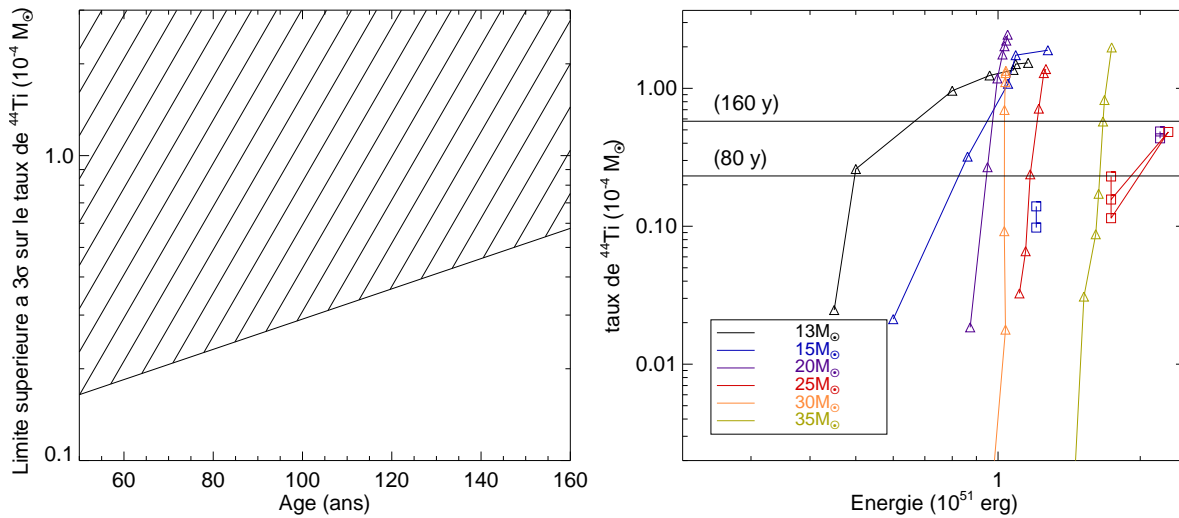 Limite superieure a 3σ sur le taux de ⁴⁴Ti (10⁻⁴ M☉)
1.0
0.1
60 80 100 120 140 160
Age (ans)
taux de ⁴⁴Ti (10⁻⁴ M☉)
1.00
0.10
0.01
(160 y)
(80 y)
13M☉
15M☉
20M☉
25M☉
30M☉
35M☉
1
Energie (10⁵¹ erg)